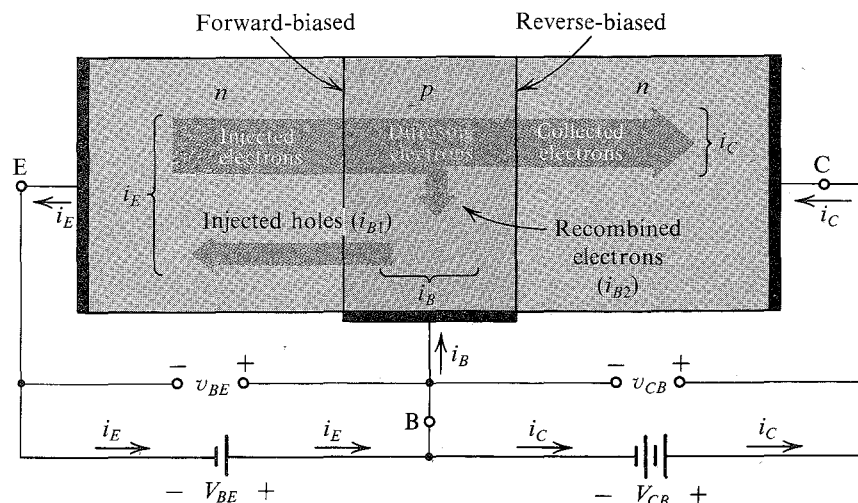 Forward-biased
Reverse-biased
n
p
n
Injected electrons
Diffusing electrons
Collected electrons
i_C
E
C
i_E
i_E
i_C
Injected holes (i_B1)
Recombined
electrons
(i_B2)
i_B
i_B
− v_BE +
− v_CB +
B
i_E
i_E
i_C
i_C
− V_BE +
− V_CB +